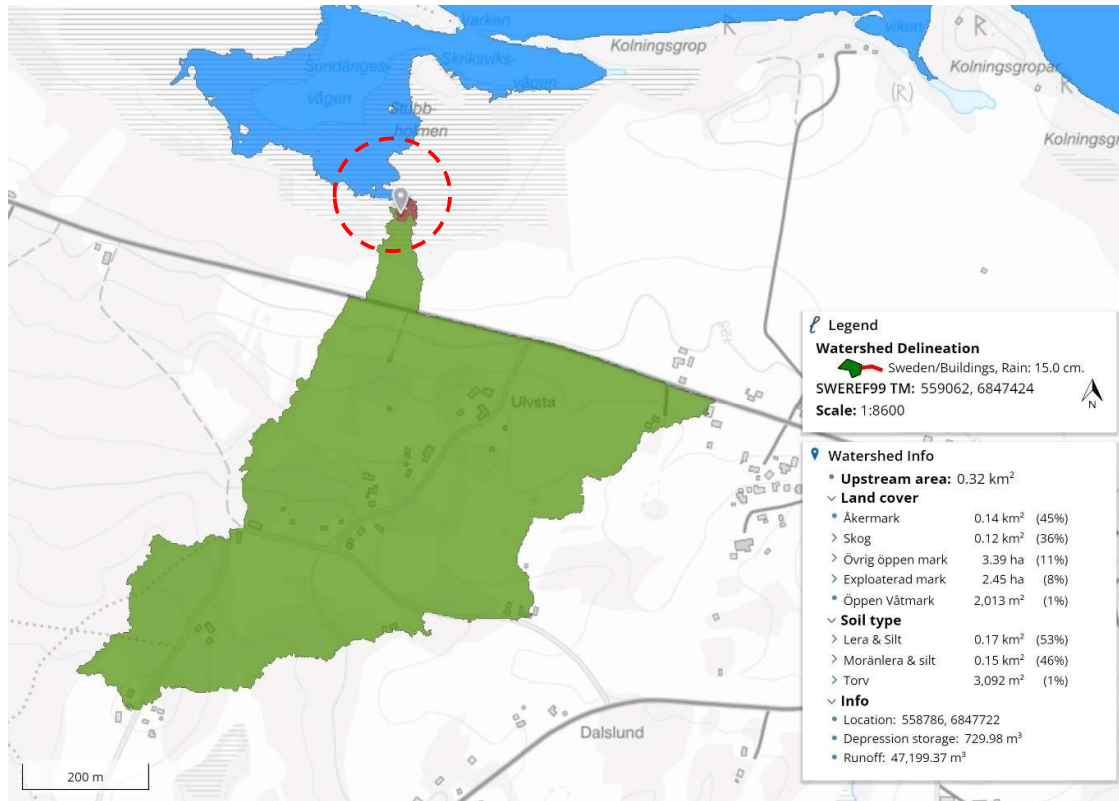 Varken
Sundänges-
vågen
Skriksviks-
vågen
Stubb-
holmen
Kolningsgrop
R
viken
R
Kolningsgropar
(R)
Ulvsta
Dalslund
200 m
Legend
Watershed Delineation
Sweden/Buildings, Rain: 15.0 cm.
SWEREF99 TM: 559062, 6847424
Scale: 1:8600
N
Watershed Info
Upstream area: 0.32 km²
Land cover
Åkermark 0.14 km² (45%)
Skog 0.12 km² (36%)
Övrig öppen mark 3.39 ha (11%)
Exploaterad mark 2.45 ha (8%)
Öppen Våtmark 2,013 m² (1%)
Soil type
Lera & Silt 0.17 km² (53%)
Moränlera & silt 0.15 km² (46%)
Torv 3,092 m² (1%)
Info
Location: 558786, 6847722
Depression storage: 729.98 m³
Runoff: 47,199.37 m³